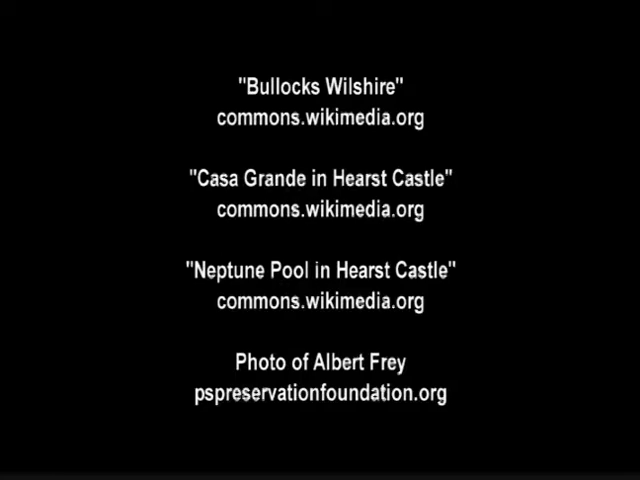 "Bullocks Wilshire"
commons.wikimedia.org
"Casa Grande in Hearst Castle"
commons.wikimedia.org
"Neptune Pool in Hearst Castle"
commons.wikimedia.org
Photo of Albert Frey
pspreservationfoundation.org